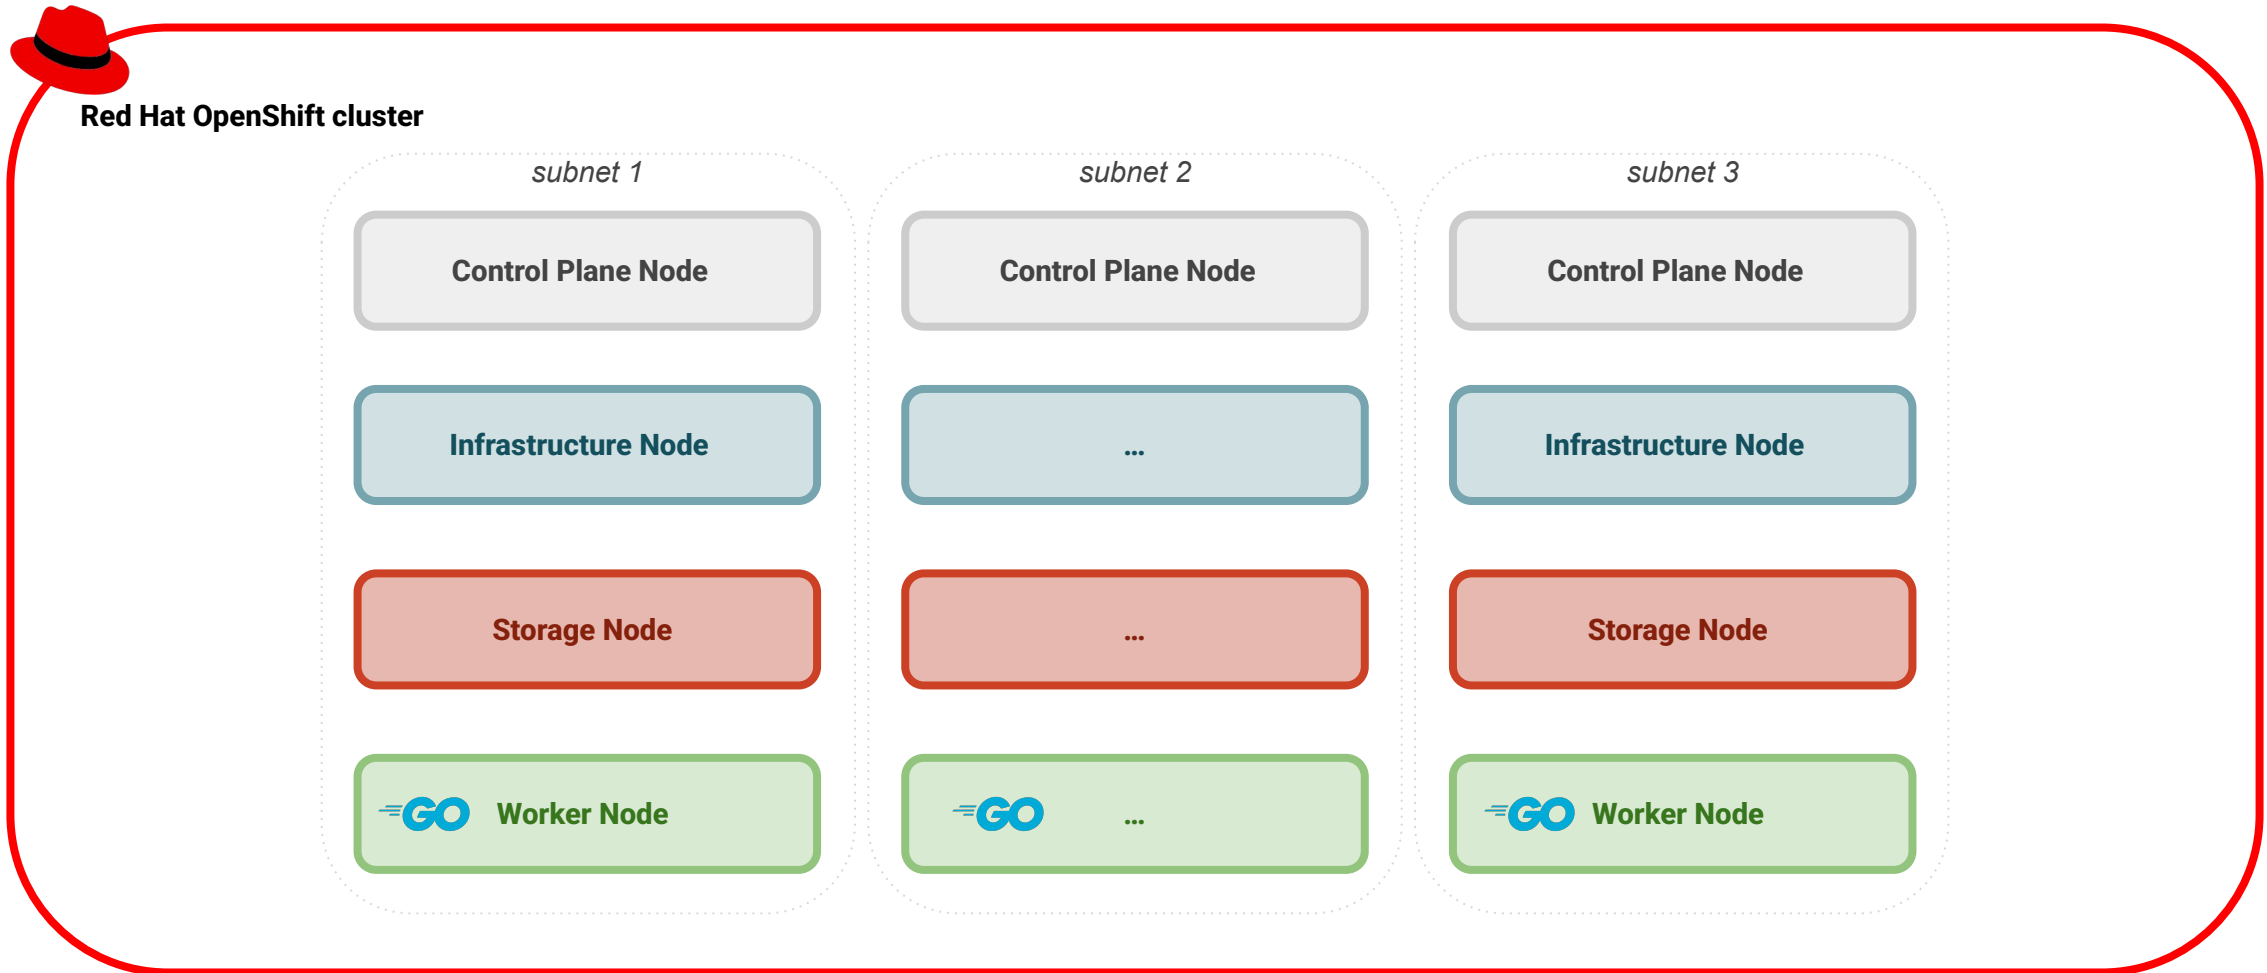 Red Hat OpenShift cluster
subnet 1
subnet 2
subnet 3
Control Plane Node
Control Plane Node
Control Plane Node
Infrastructure Node
...
Infrastructure Node
Storage Node
...
Storage Node
GO Worker Node
GO ...
GO Worker Node